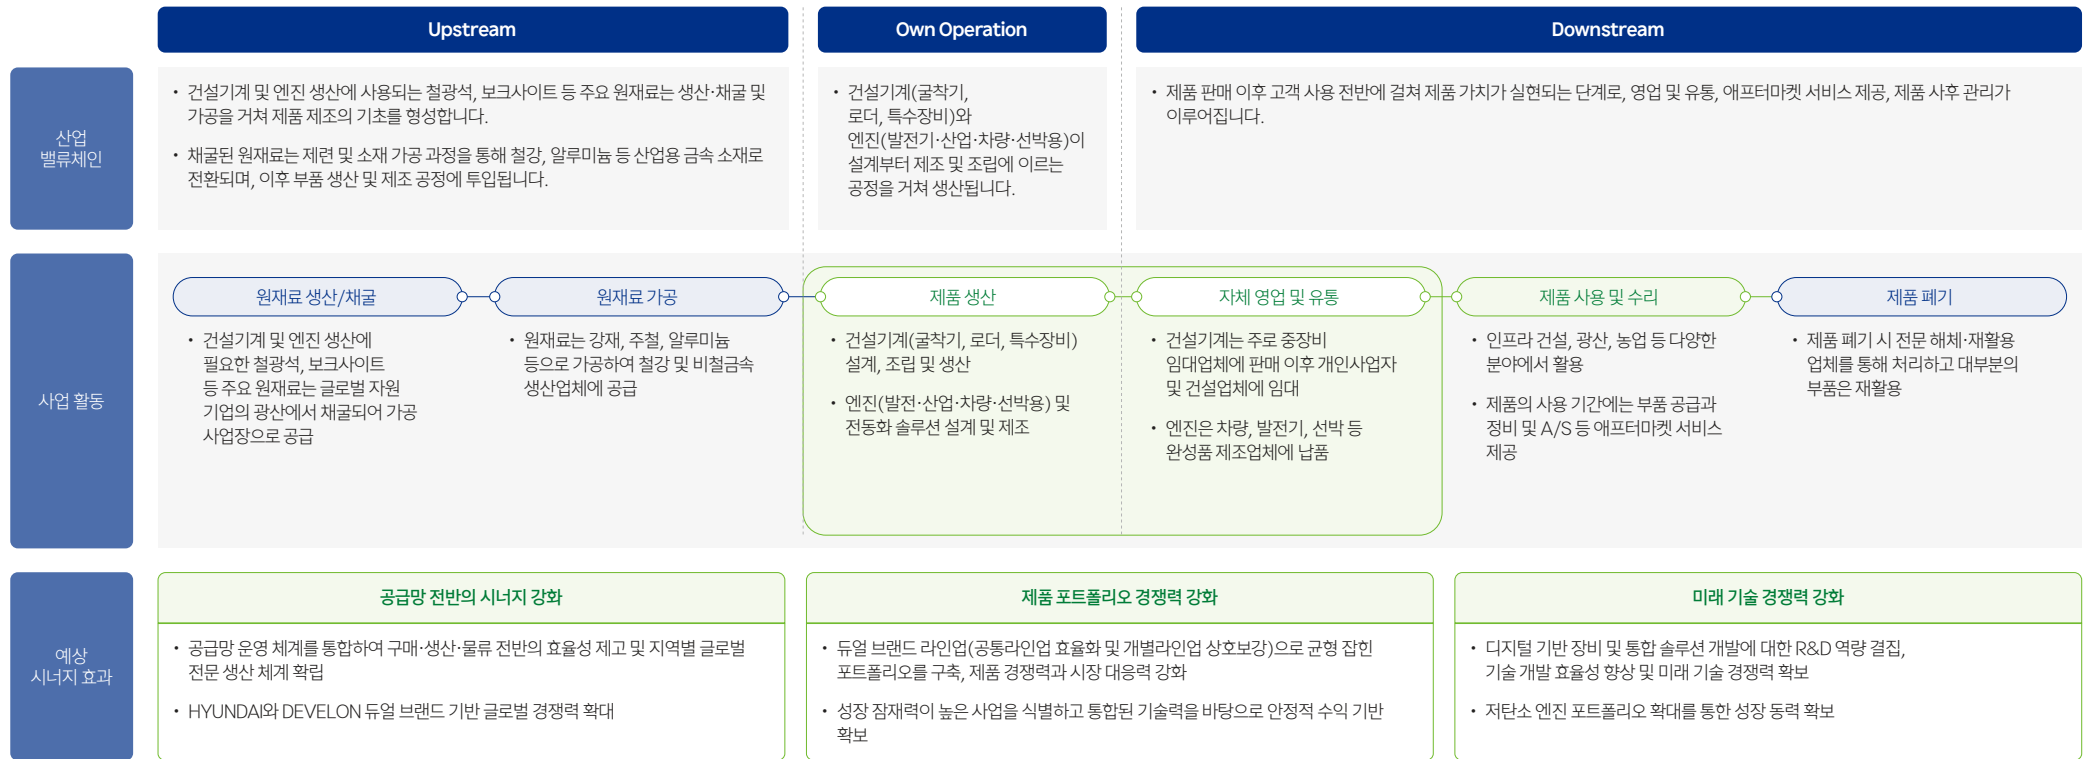 Upstream
Own Operation
Downstream
산업
밸류체인
• 건설기계 및 엔진 생산에 사용되는 철광석, 보크사이트 등 주요 원재료는 생산·채굴 및
가공을 거쳐 제품 제조의 기초를 형성합니다.
• 채굴된 원재료는 제련 및 소재 가공 과정을 통해 철강, 알루미늄 등 산업용 금속 소재로
전환되며, 이후 부품 생산 및 제조 공정에 투입됩니다.
• 건설기계(굴착기,
로더, 특수장비)와
엔진(발전기·산업·차량·선박용)이
설계부터 제조 및 조립에 이르는
공정을 거쳐 생산됩니다.
• 제품 판매 이후 고객 사용 전반에 걸쳐 제품 가치가 실현되는 단계로, 영업 및 유통, 애프터마켓 서비스 제공, 제품 사후 관리가
이루어집니다.
사업 활동
원재료 생산/채굴
• 건설기계 및 엔진 생산에
필요한 철광석, 보크사이트
등 주요 원재료는 글로벌 자원
기업의 광산에서 채굴되어 가공
사업장으로 공급
원재료 가공
• 원재료는 강재, 주철, 알루미늄
등으로 가공하여 철강 및 비철금속
생산업체에 공급
제품 생산
• 건설기계(굴착기, 로더, 특수장비)
설계, 조립 및 생산
• 엔진(발전·산업·차량·선박용) 및
전동화 솔루션 설계 및 제조
자체 영업 및 유통
• 건설기계는 주로 중장비
임대업체에 판매 이후 개인사업자
및 건설업체에 임대
• 엔진은 차량, 발전기, 선박 등
완성품 제조업체에 납품
제품 사용 및 수리
• 인프라 건설, 광산, 농업 등 다양한
분야에서 활용
• 제품의 사용 기간에는 부품 공급과
정비 및 A/S 등 애프터마켓 서비스
제공
제품 폐기
• 제품 폐기 시 전문 해체·재활용
업체를 통해 처리하고 대부분의
부품은 재활용
예상
시너지 효과
공급망 전반의 시너지 강화
• 공급망 운영 체계를 통합하여 구매·생산·물류 전반의 효율성 제고 및 지역별 글로벌
전문 생산 체계 확립
• HYUNDAI와 DEVELON 듀얼 브랜드 기반 글로벌 경쟁력 확대
제품 포트폴리오 경쟁력 강화
• 듀얼 브랜드 라인업(공통라인업 효율화 및 개별라인업 상호보강)으로 균형 잡힌
포트폴리오를 구축, 제품 경쟁력과 시장 대응력 강화
• 성장 잠재력이 높은 사업을 식별하고 통합된 기술력을 바탕으로 안정적 수익 기반
확보
미래 기술 경쟁력 강화
• 디지털 기반 장비 및 통합 솔루션 개발에 대한 R&D 역량 결집,
기술 개발 효율성 향상 및 미래 기술 경쟁력 확보
• 저탄소 엔진 포트폴리오 확대를 통한 성장 동력 확보